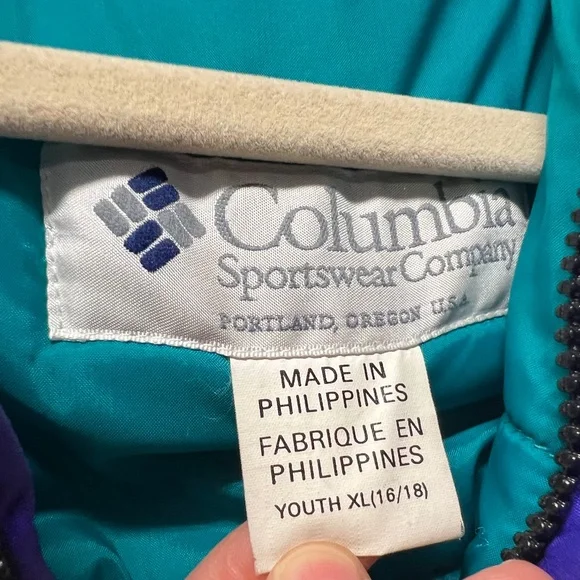 Columbia
Sportswear Company
PORTLAND, OREGON U.S.A
MADE IN
PHILIPPINES
FABRIQUE EN
PHILIPPINES
YOUTH XL(16/18)